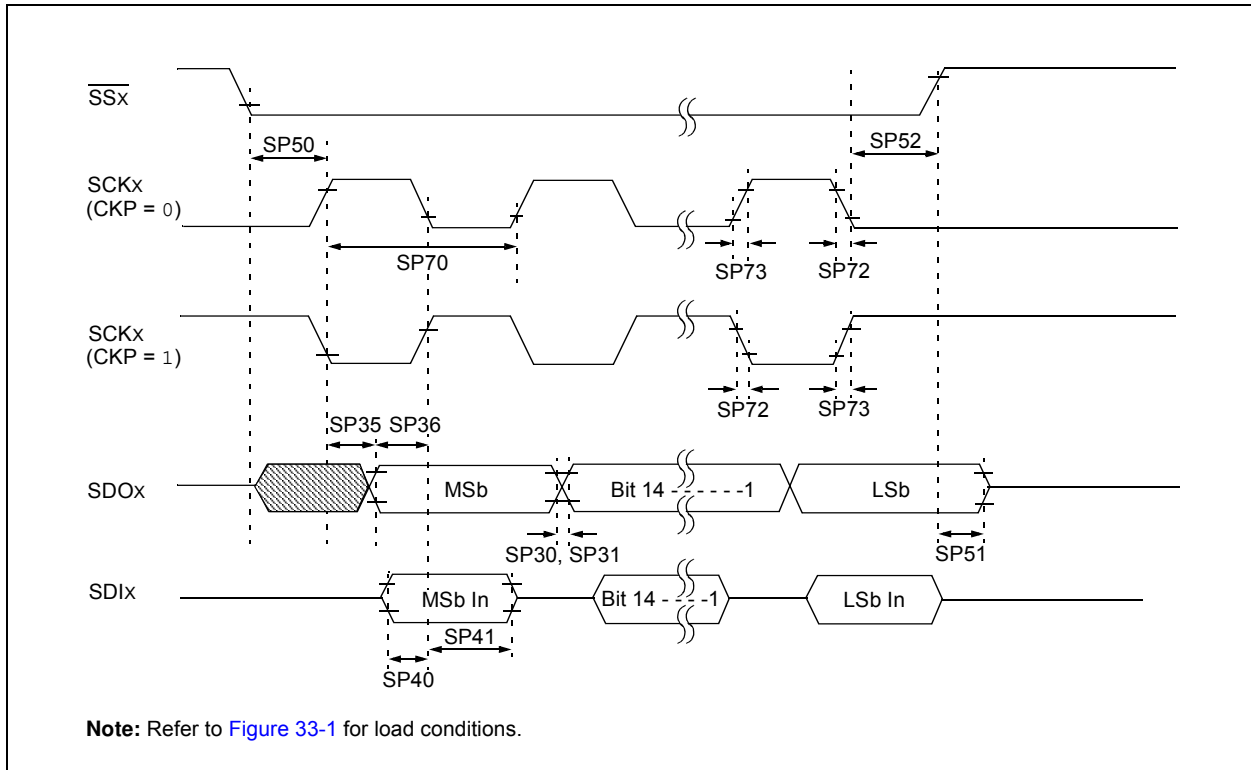 SSx
SP50
SP52
SCKx
(CKP = 0)
SP70
SP73
SP72
SCKx
(CKP = 1)
SP72
SP73
SP35
SP36
SDOx
MSb
Bit 14 - - - - - -1
LSb
SP30, SP31
SP51
SDIx
MSb In
Bit 14 - - - - -1
LSb In
SP41
SP40
Note: Refer to Figure 33-1 for load conditions.